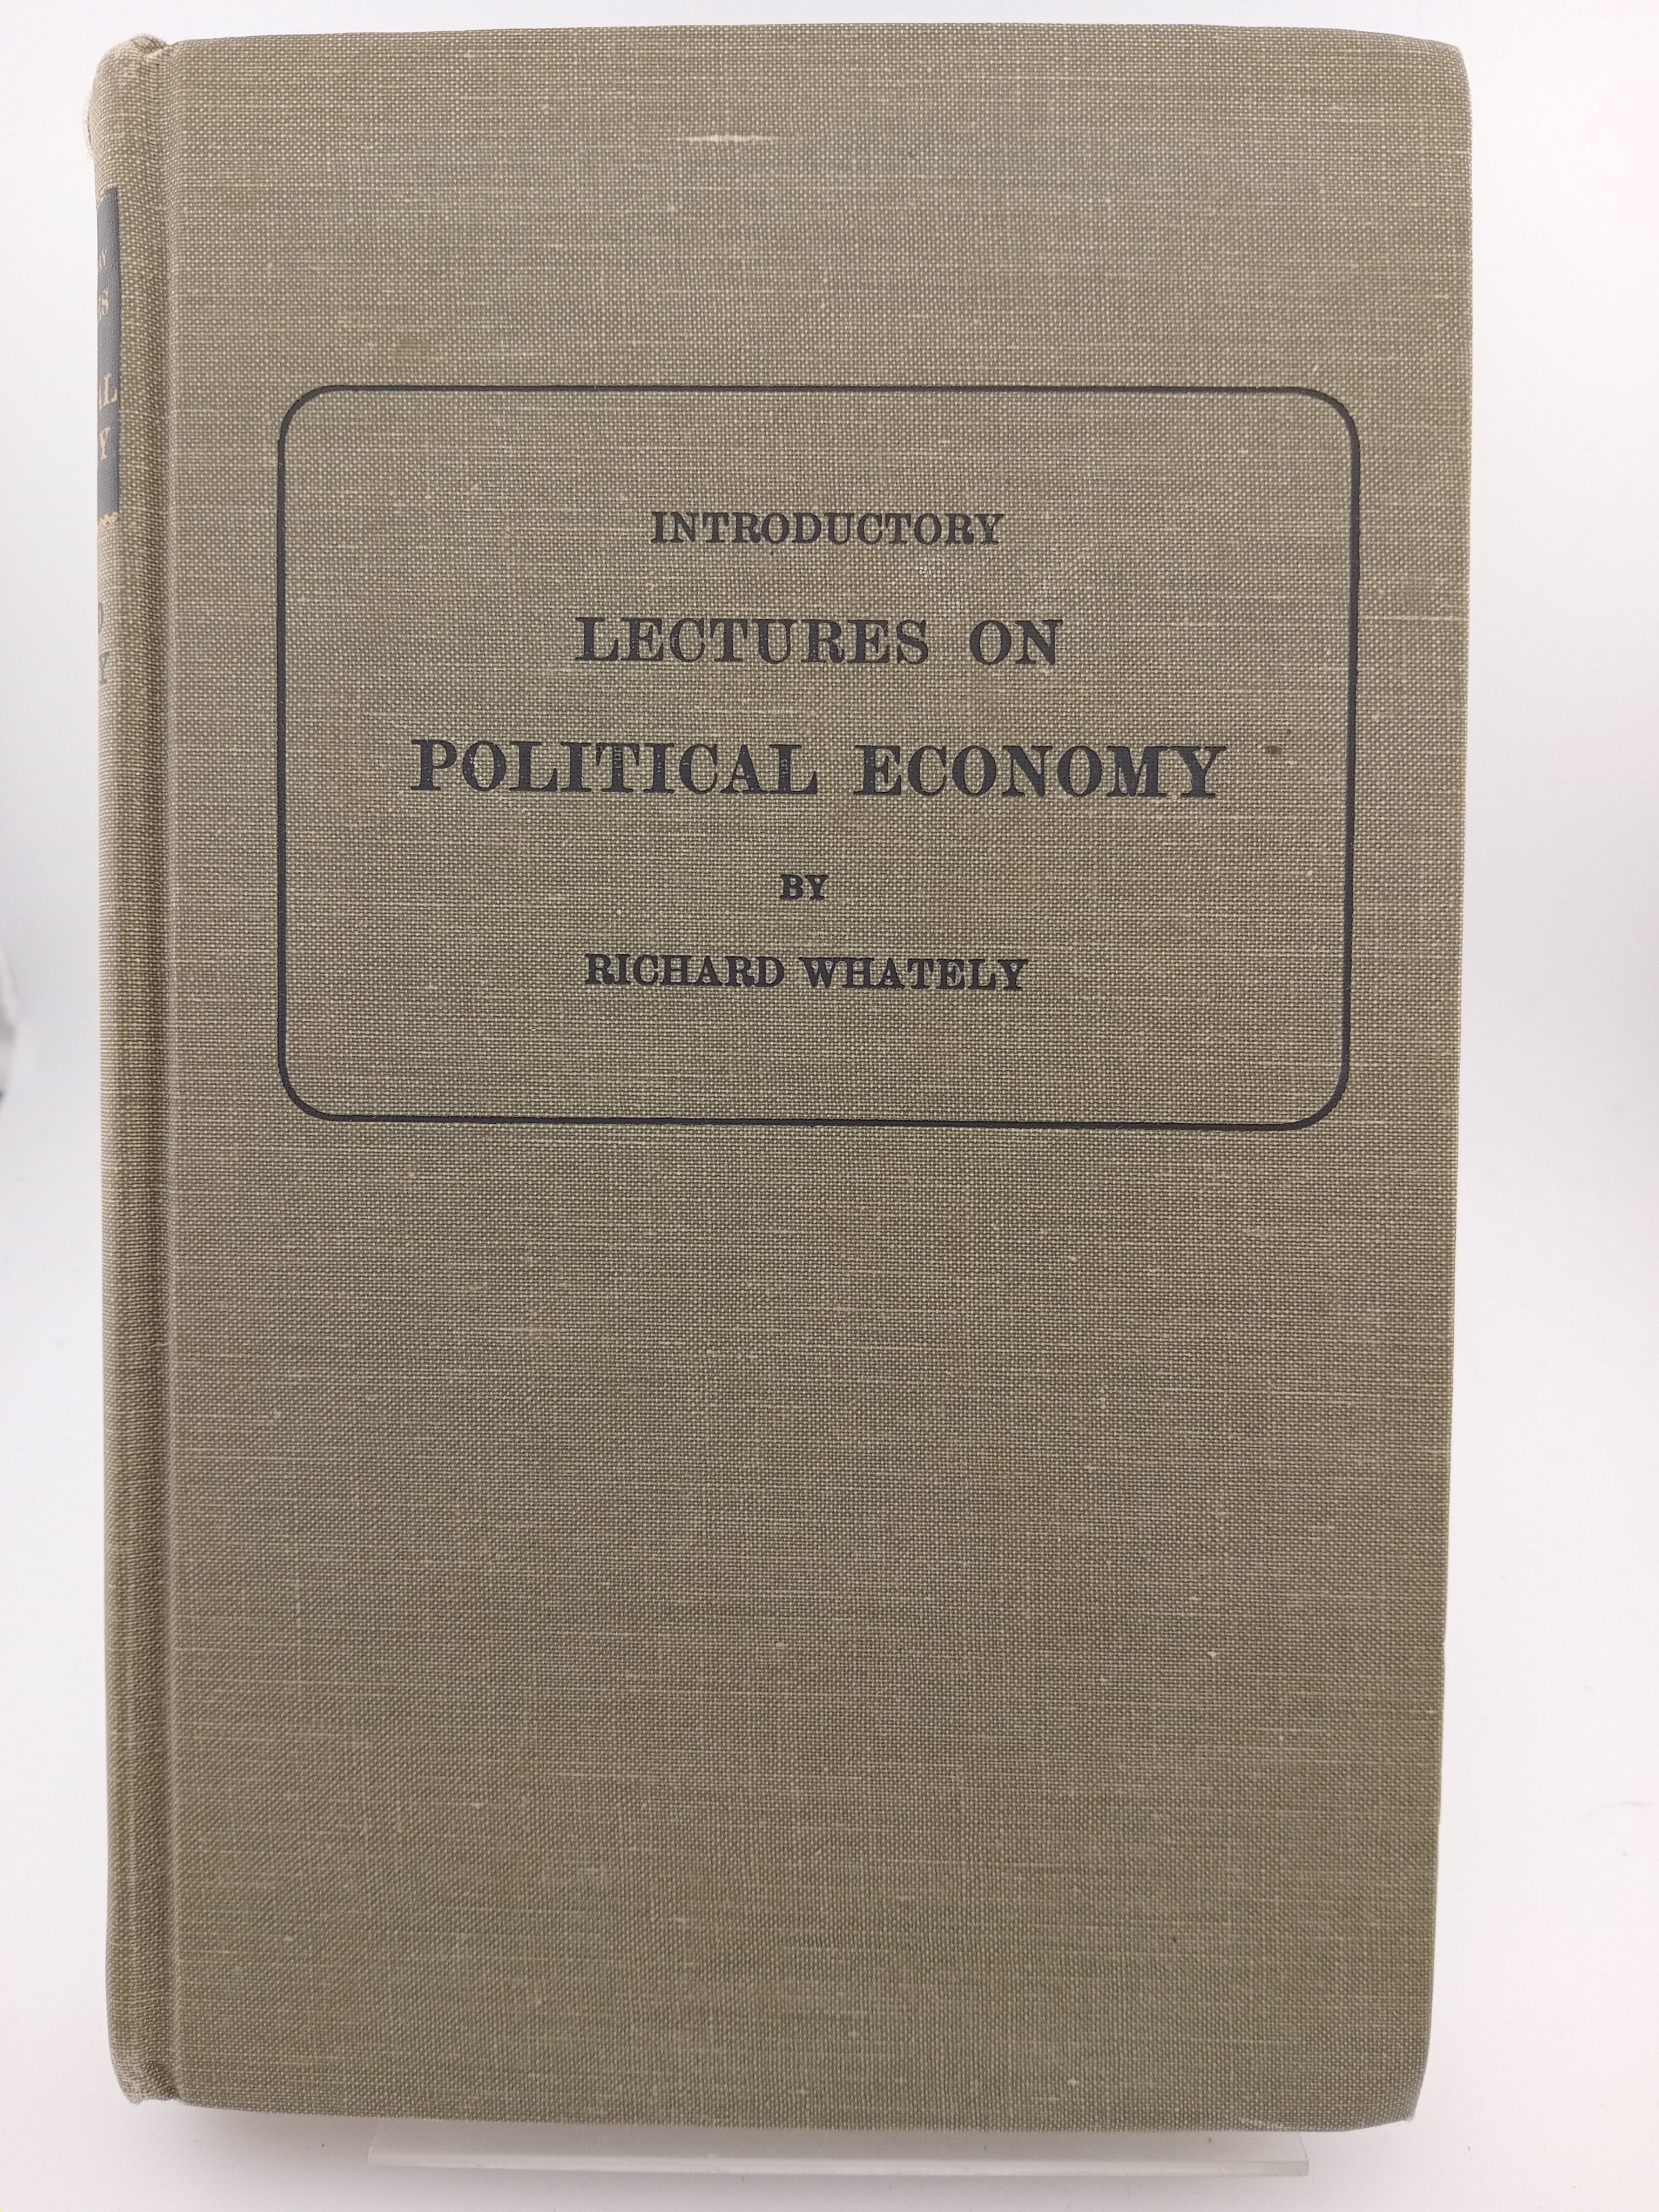 INTRODUCTORY
LECTURES ON
POLITICAL ECONOMY
BY
RICHARD WHATELY